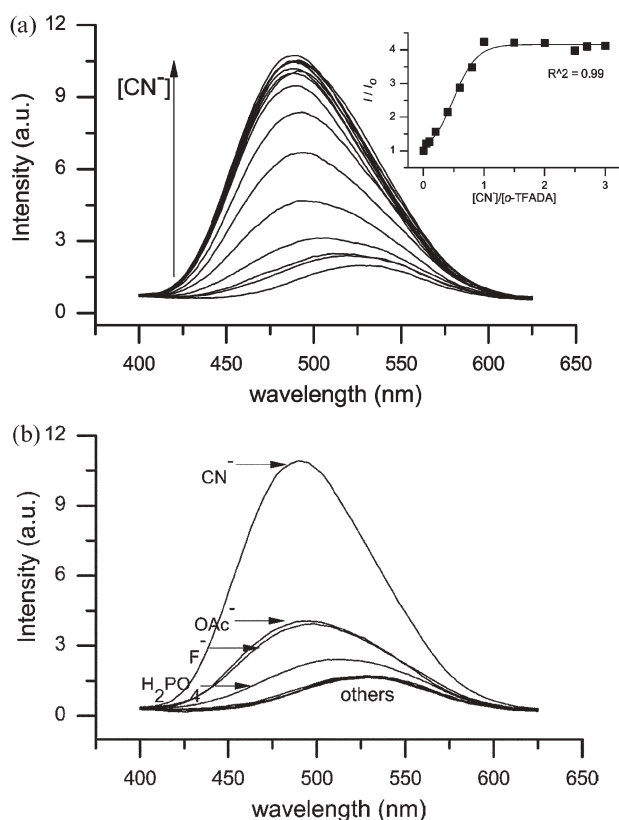 (a)
12
9
6
3
0
Intensity (a.u.)
[CN⁻]
4
3
2
1
I / I₀
R^2 = 0.99
0 1 2 3
[CN⁻]/[o-TFADA]
400 450 500 550 600 650
wavelength (nm)
(b)
12
9
6
3
0
Intensity (a.u.)
CN⁻
OAc⁻
F⁻
H₂PO₄⁻
others
400 450 500 550 600 650
wavelength (nm)